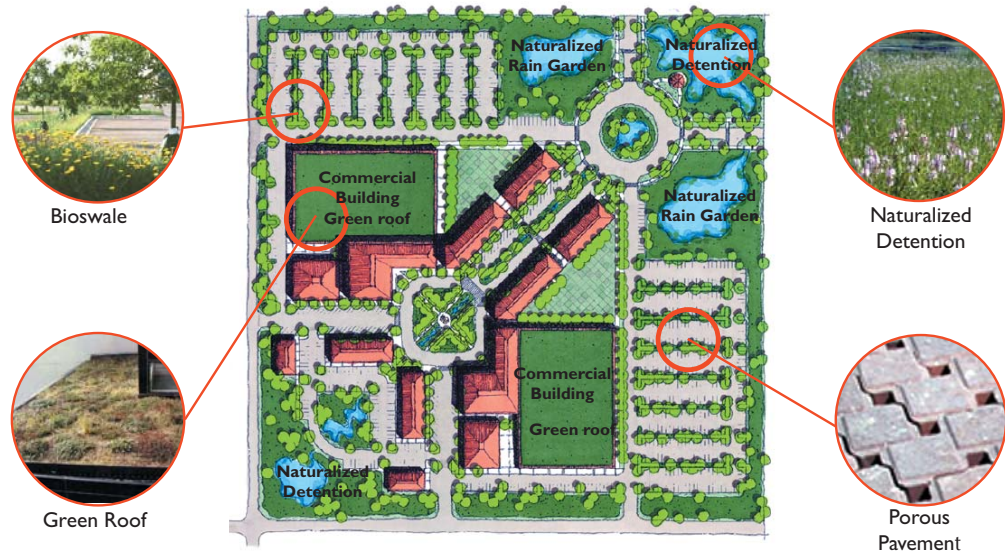 Bioswale
Green Roof
Naturalized
Rain Garden
Naturalized
Detention
Commercial
Building
Green roof
Naturalized
Rain Garden
Commercial
Building
Green roof
Naturalized
Detention
Naturalized
Detention
Porous
Pavement